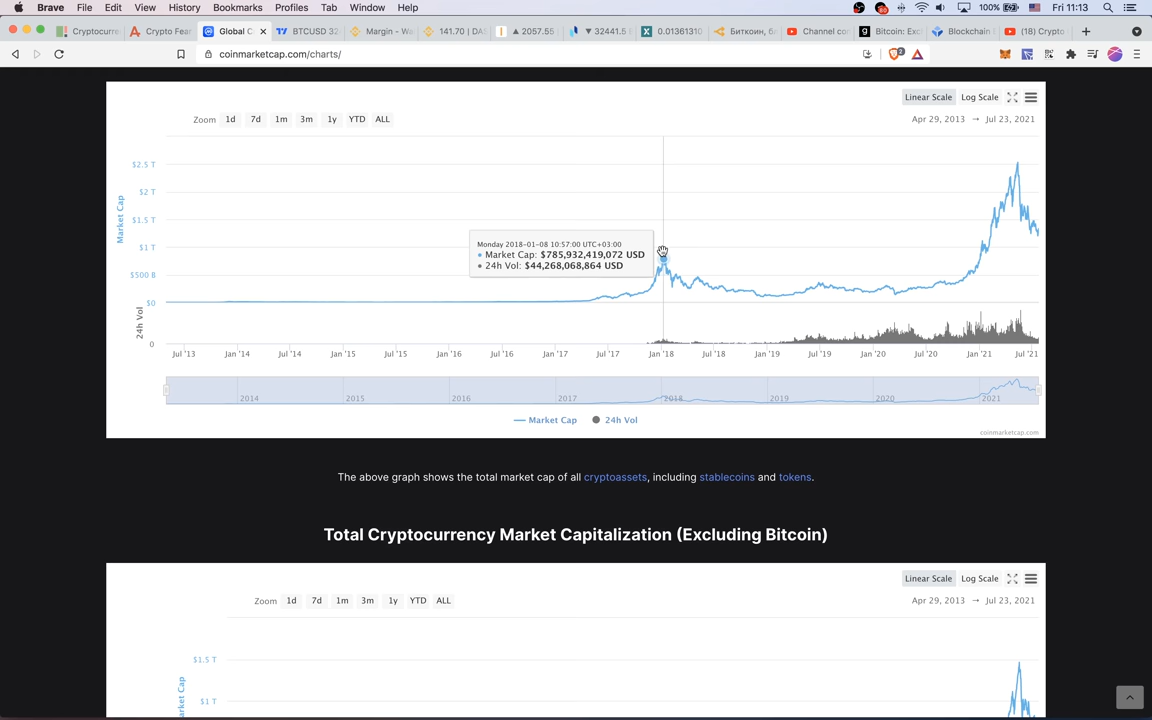 Brave File Edit View History Bookmarks Profiles Tab Window Help 100% Fri 11:13
Cryptocurre Crypto Fear Global C BTCUSD 32 Margin - Wa 141.70 | DAS ▲ 2057.55 ▼ 32441.5 0.01361310 Биткоин, б Channel con Bitcoin: Exc Blockchain (18) Crypto
coinmarketcap.com/charts/
Linear Scale Log Scale
Zoom 1d 7d 1m 3m 1y YTD ALL Apr 29, 2013 → Jul 23, 2021
Market Cap
$2.5 T
$2 T
$1.5 T
$1 T
$500 B
$0
24h Vol
0
Monday 2018-01-08 10:57:00 UTC+03:00
Market Cap: $785,932,419,072 USD
24h Vol: $44,268,068,864 USD
Jul '13 Jan '14 Jul '14 Jan '15 Jul '15 Jan '16 Jul '16 Jan '17 Jul '17 Jan '18 Jul '18 Jan '19 Jul '19 Jan '20 Jul '20 Jan '21 Jul '21
2014 2015 2016 2017 2018 2019 2020 2021
Market Cap 24h Vol
coinmarketcap.com
The above graph shows the total market cap of all cryptoassets, including stablecoins and tokens.
Total Cryptocurrency Market Capitalization (Excluding Bitcoin)
Linear Scale Log Scale
Zoom 1d 7d 1m 3m 1y YTD ALL Apr 29, 2013 → Jul 23, 2021
$1.5 T
$1 T
Market Cap